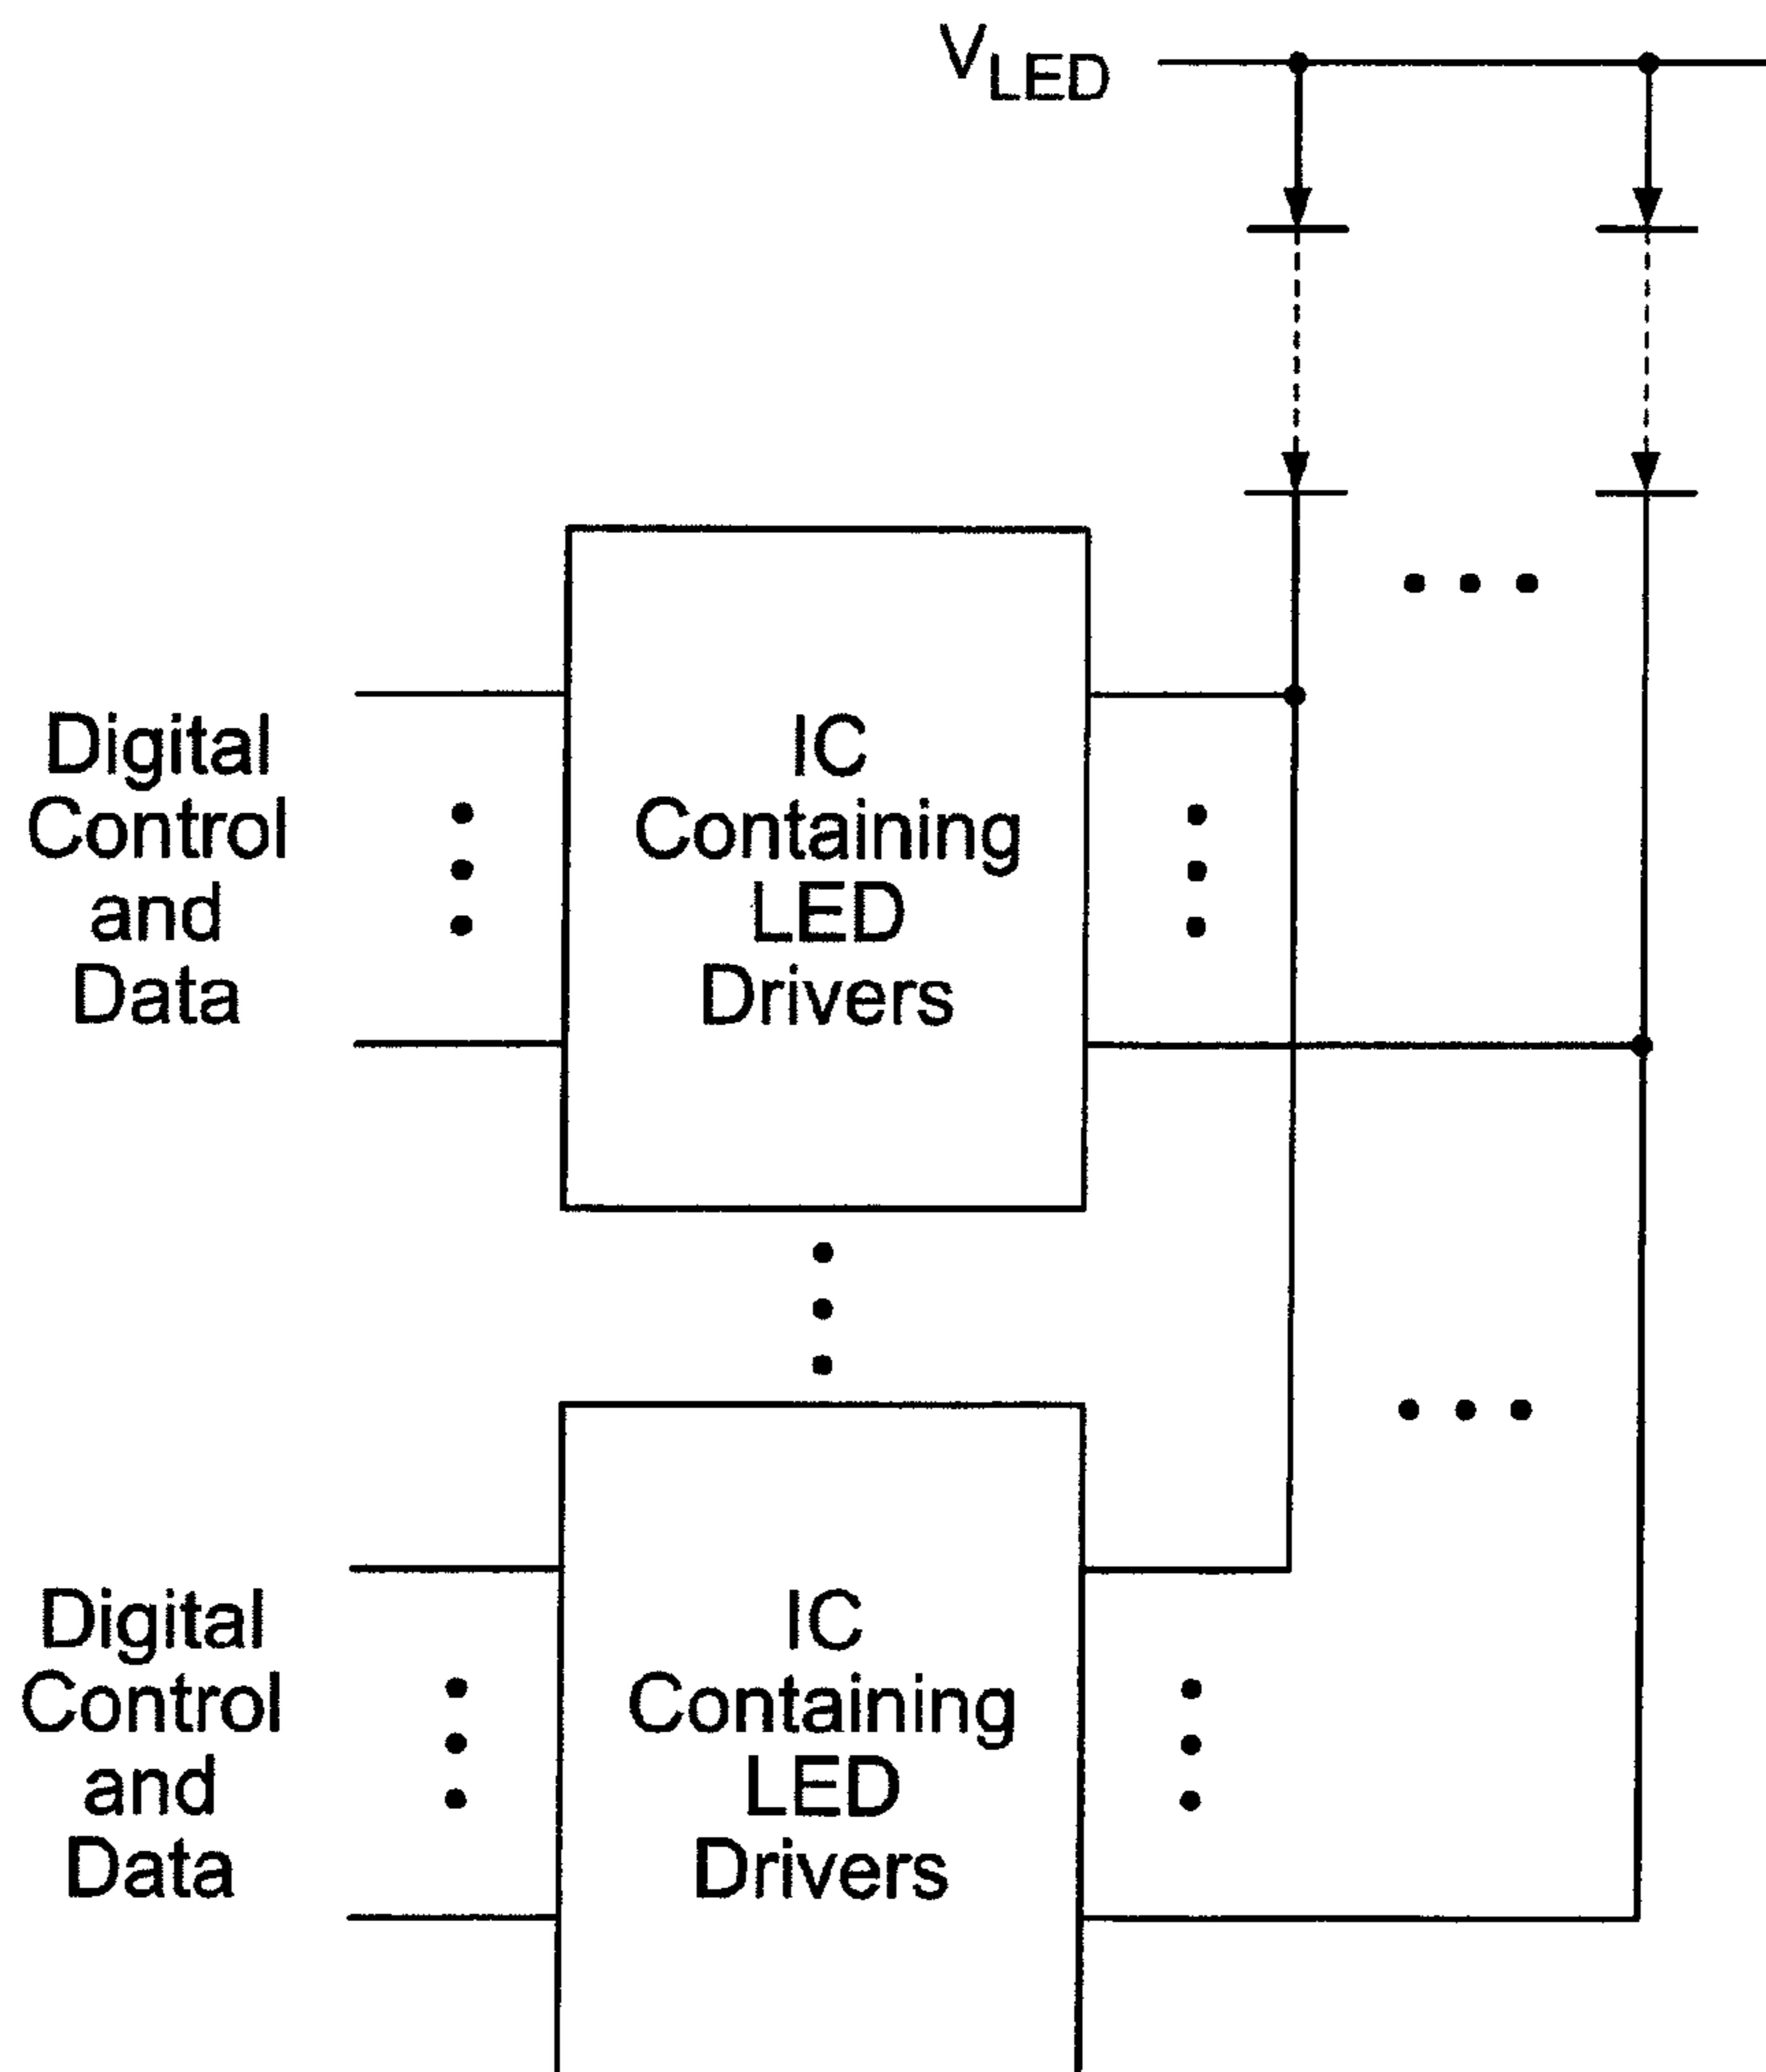 VLED
Digital
Control
and
Data
IC
Containing
LED
Drivers
Digital
Control
and
Data
IC
Containing
LED
Drivers